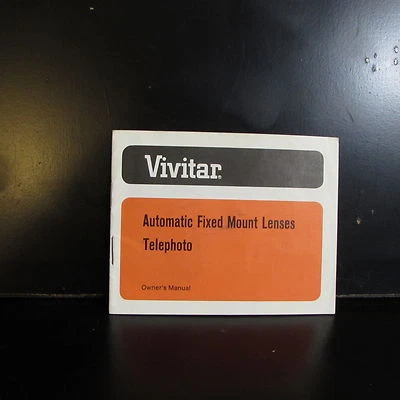 Vivitar®
Automatic Fixed Mount Lenses
Telephoto
Owner's Manual